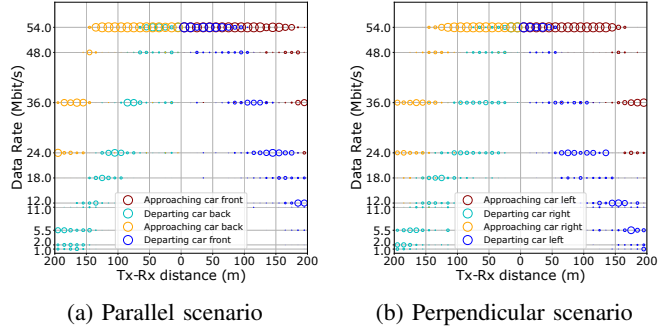 Data Rate (Mbit/s)
54.0
48.0
36.0
24.0
18.0
12.0
11.0
5.5
2.0
1.0
Approaching car front
Departing car back
Approaching car back
Departing car front
200 150 100 50 0 50 100 150 200
Tx-Rx distance (m)
(a) Parallel scenario
Data Rate (Mbit/s)
54.0
48.0
36.0
24.0
18.0
12.0
11.0
5.5
2.0
1.0
Approaching car left
Departing car right
Approaching car right
Departing car left
200 150 100 50 0 50 100 150 200
Tx-Rx distance (m)
(b) Perpendicular scenario